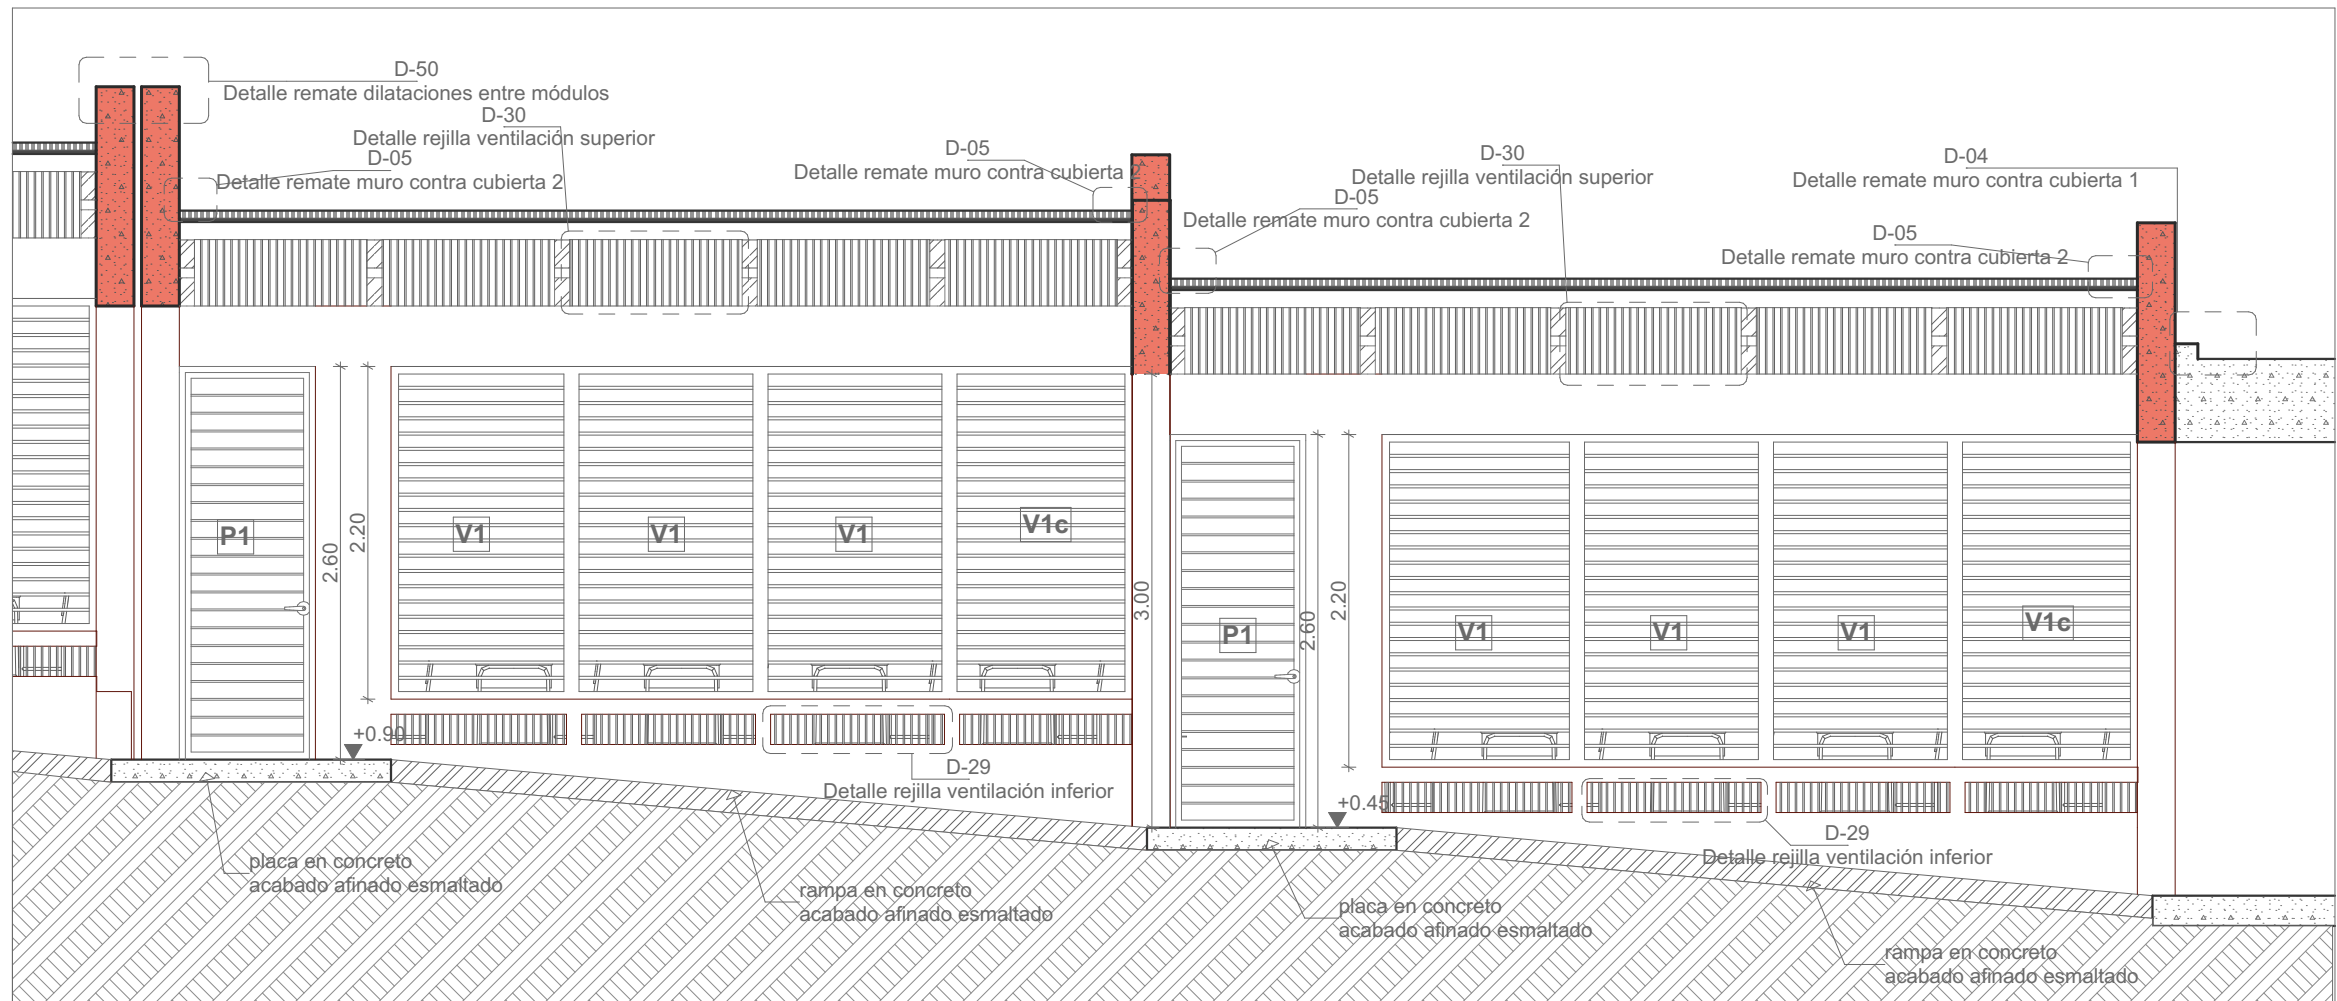 D-50
Detalle remate dilataciones entre módulos
D-30
Detalle rejilla ventilación superior
D-05
Detalle remate muro contra cubierta 2
D-05
Detalle remate muro contra cubierta 2
D-30
Detalle rejilla ventilación superior
D-05
Detalle remate muro contra cubierta 2
D-04
Detalle remate muro contra cubierta 1
D-05
Detalle remate muro contra cubierta 2
P1
2.60
2.20
V1
V1
V1
V1c
3.00
P1
2.60
2.20
V1
V1
V1
V1c
+0.90
D-29
Detalle rejilla ventilación inferior
+0.45
D-29
Detalle rejilla ventilación inferior
placa en concreto
acabado afinado esmaltado
rampa en concreto
acabado afinado esmaltado
placa en concreto
acabado afinado esmaltado
rampa en concreto
acabado afinado esmaltado